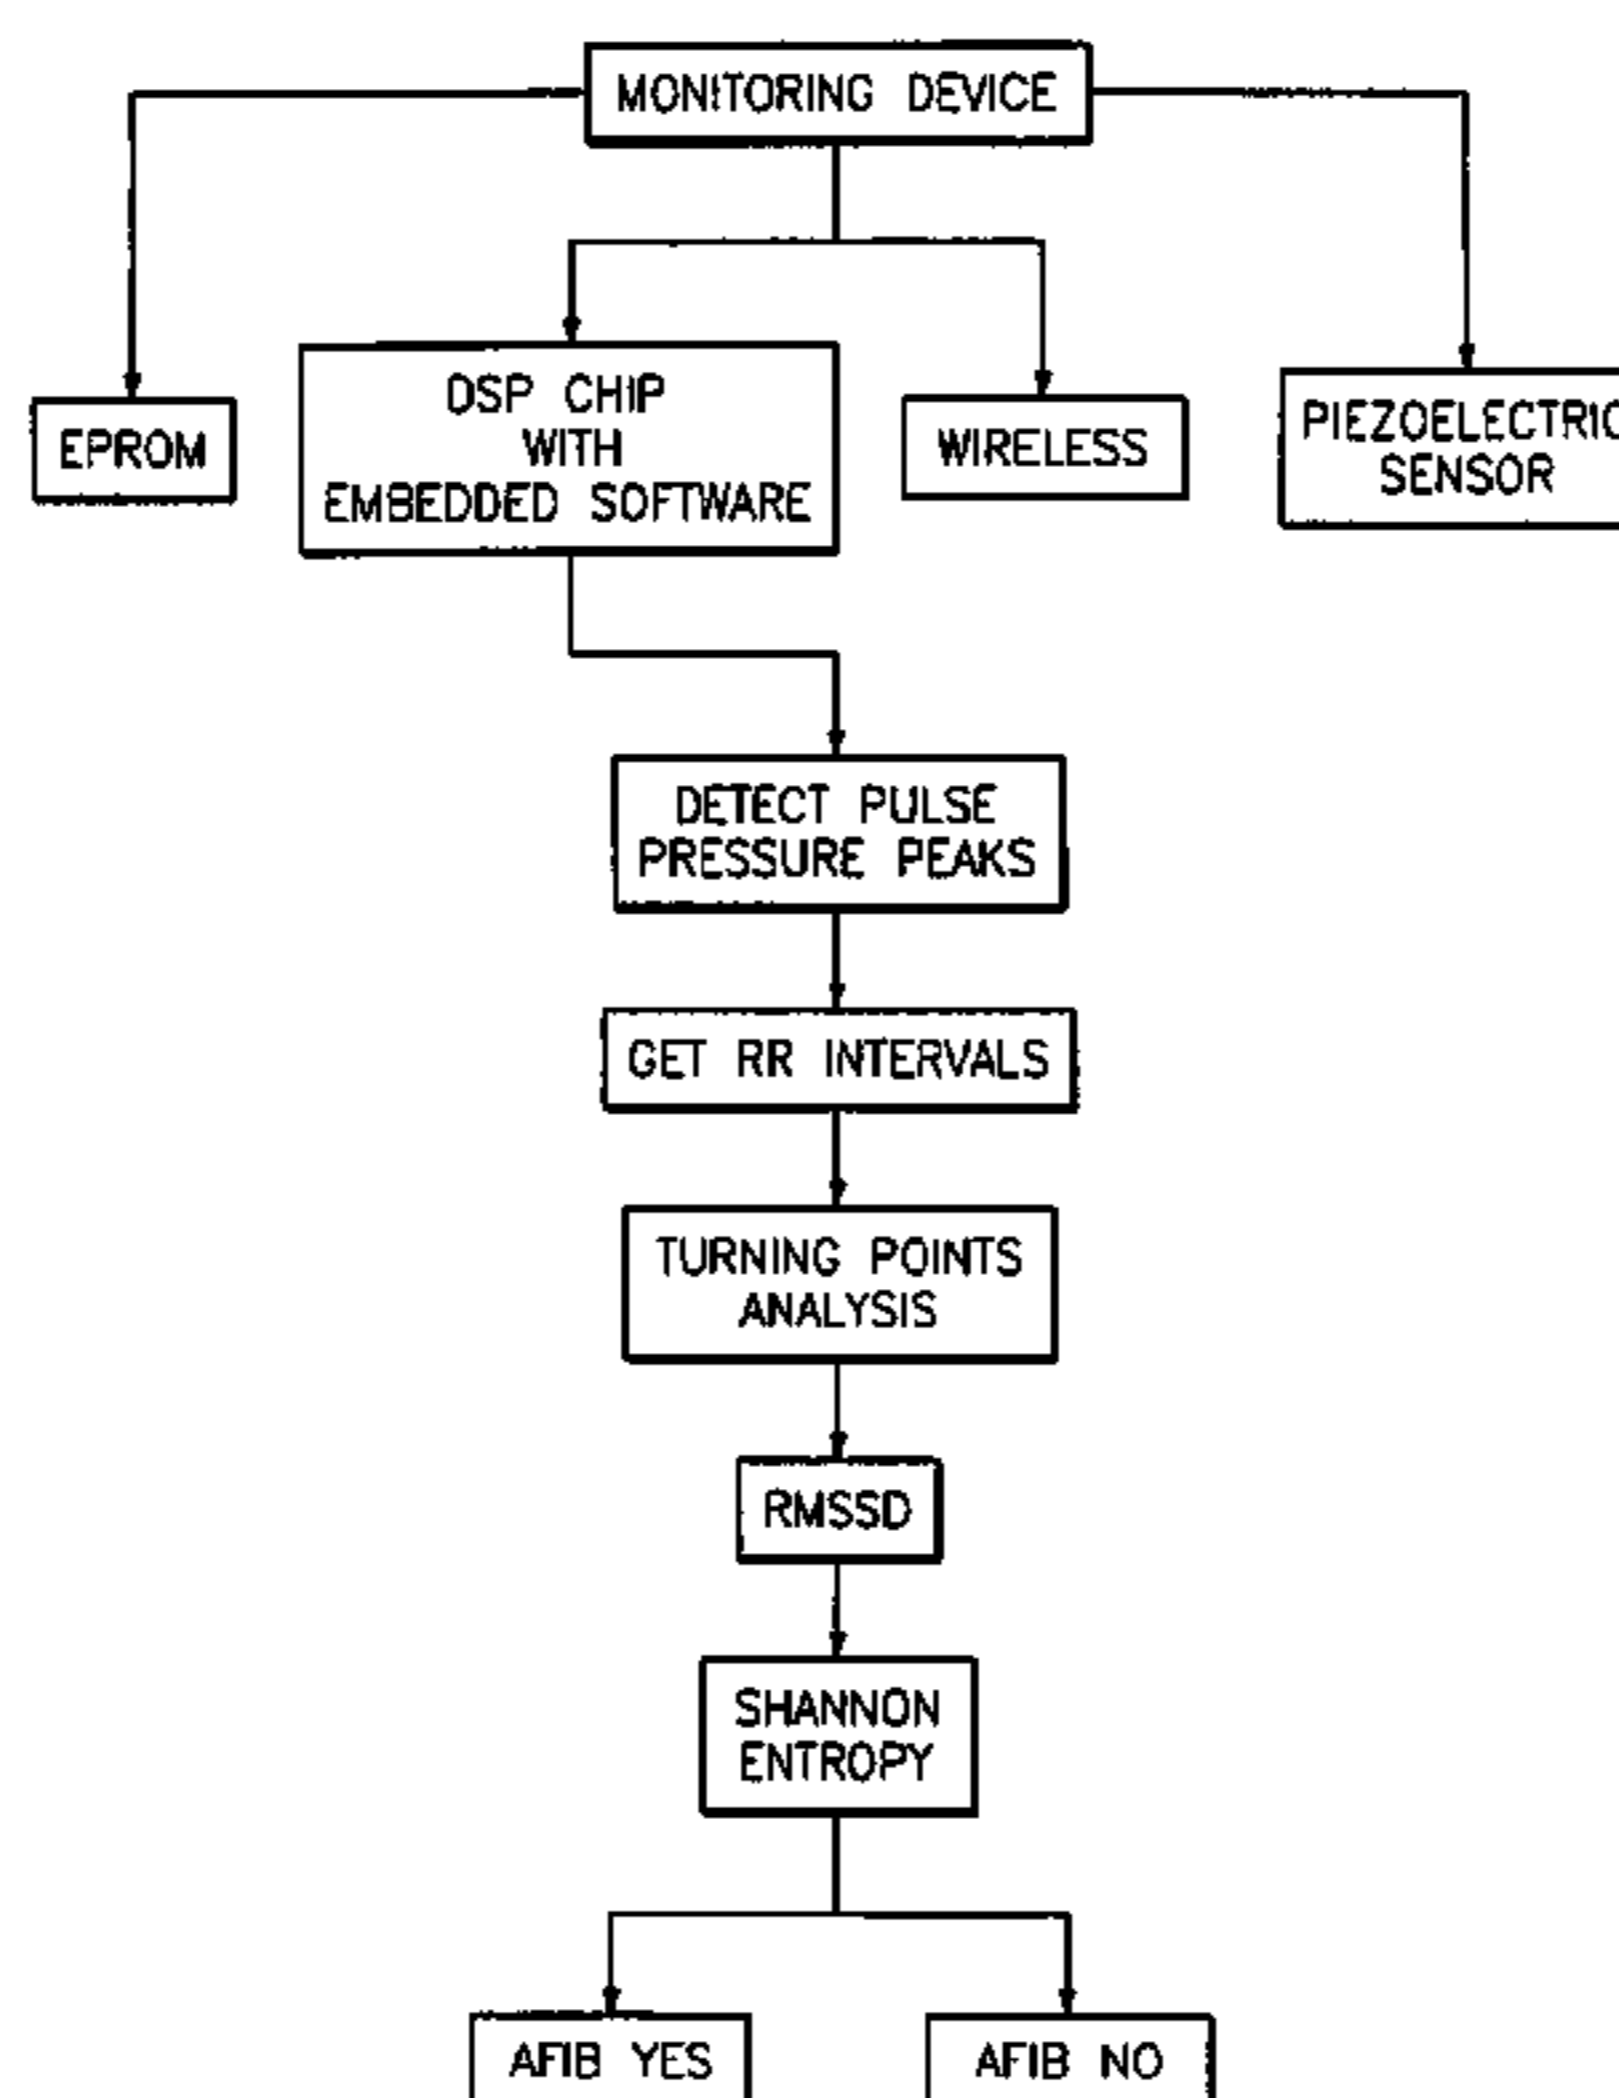 MONITORING DEVICE
EPROM
DSP CHIP
WITH
EMBEDDED SOFTWARE
WIRELESS
PIEZOELECTRIC
SENSOR
DETECT PULSE
PRESSURE PEAKS
GET RR INTERVALS
TURNING POINTS
ANALYSIS
RMSSD
SHANNON
ENTROPY
AFIB YES
AFIB NO